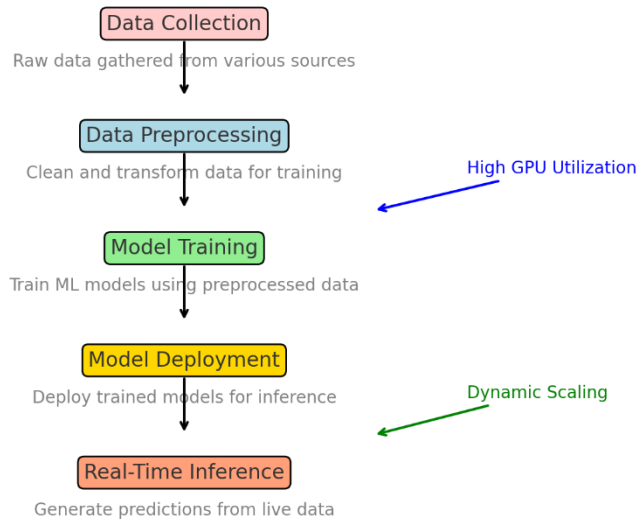 Data Collection
Raw data gathered from various sources
Data Preprocessing
Clean and transform data for training
High GPU Utilization
Model Training
Train ML models using preprocessed data
Model Deployment
Deploy trained models for inference
Dynamic Scaling
Real-Time Inference
Generate predictions from live data